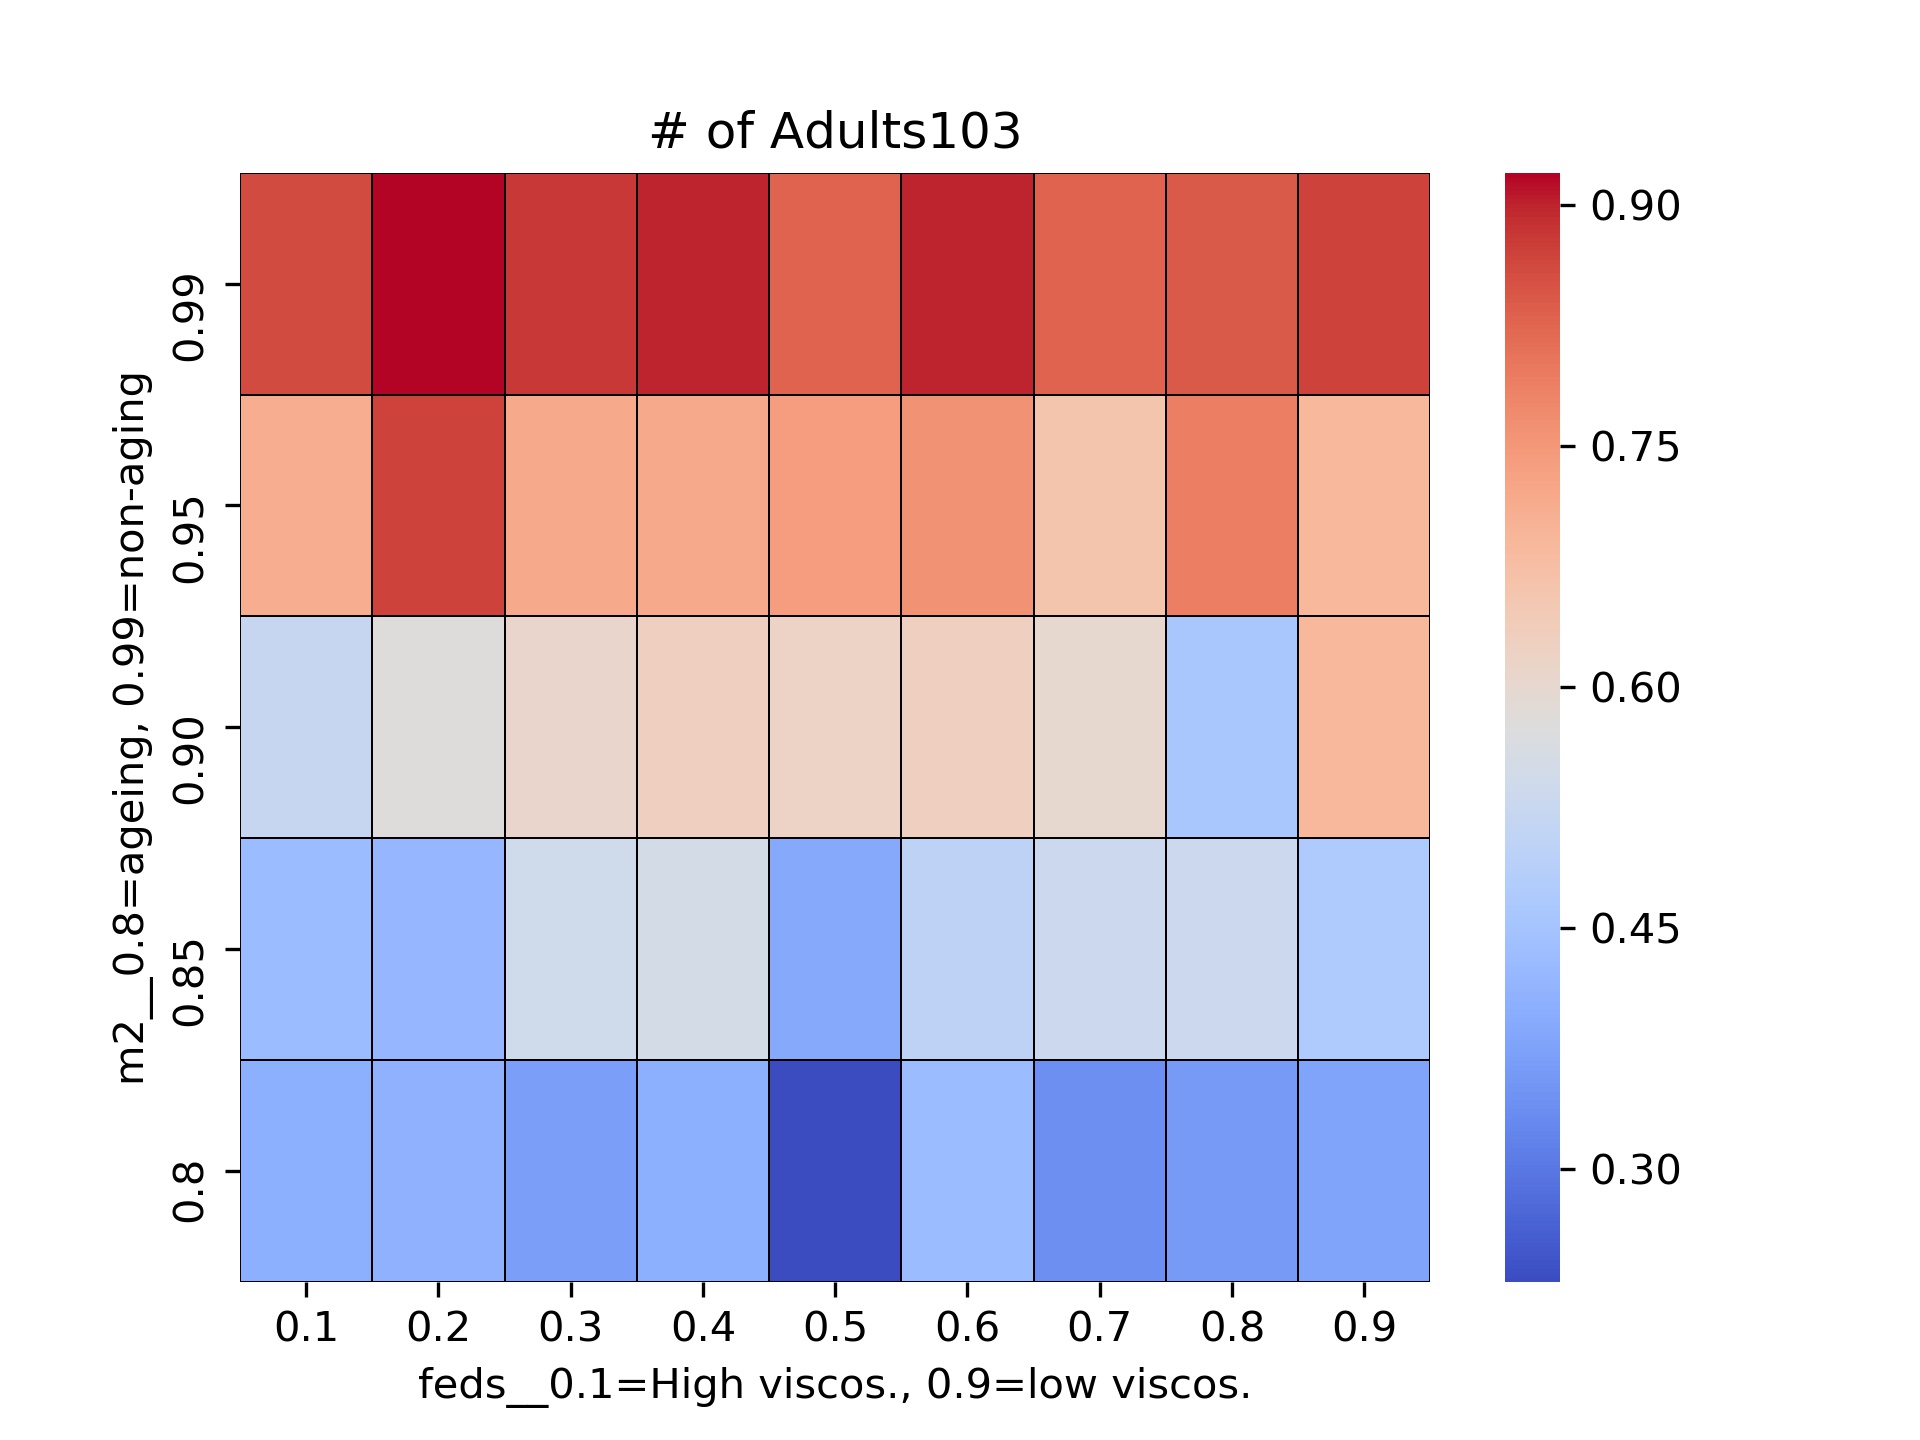 # of Adults103
m2__0.8=ageing, 0.99=non-aging
0.99
0.95
0.90
0.85
0.8
0.1 0.2 0.3 0.4 0.5 0.6 0.7 0.8 0.9
feds__0.1=High viscos., 0.9=low viscos.
0.90
0.75
0.60
0.45
0.30